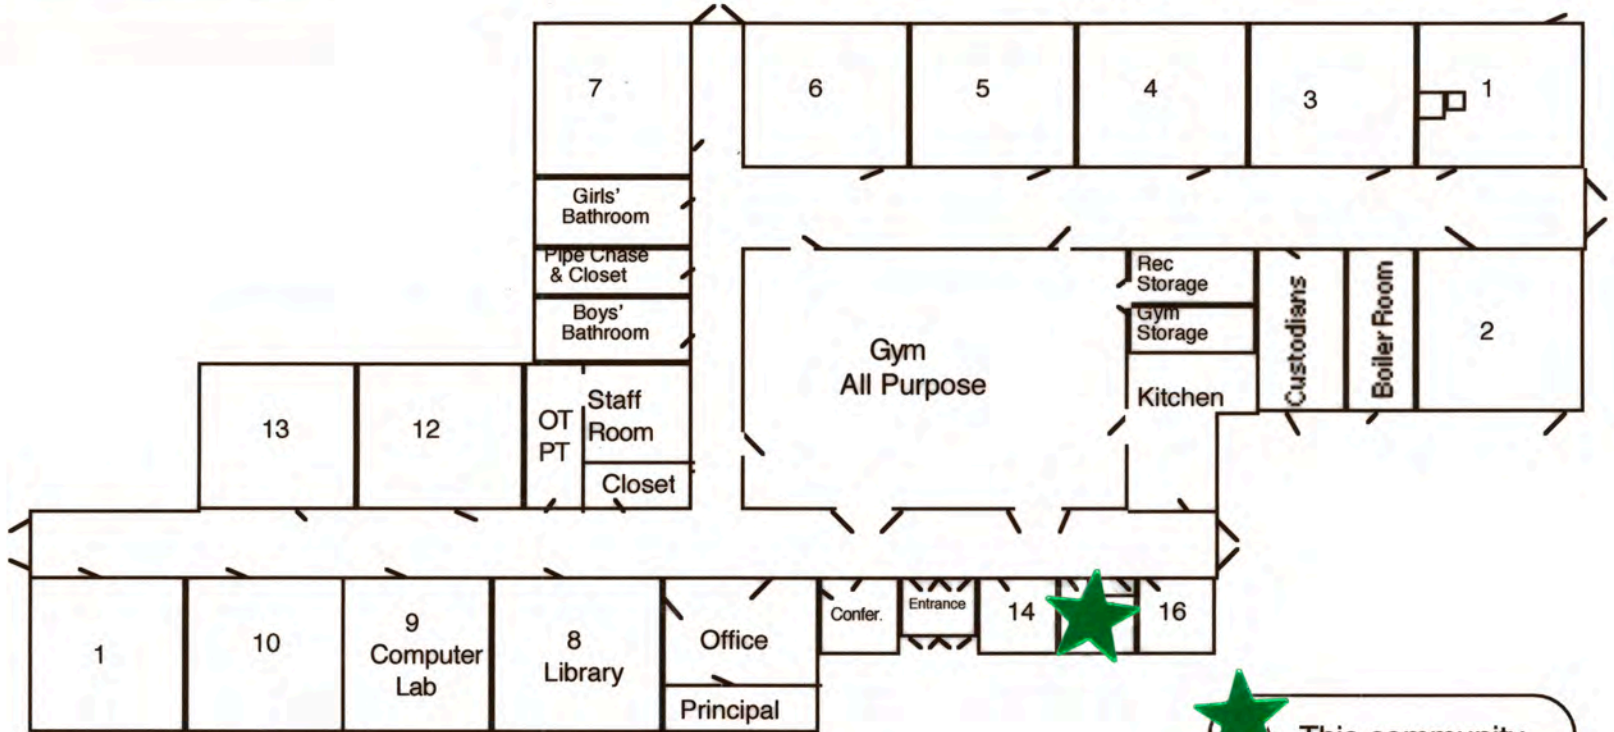 7
6
5
4
3
1
Girls'
Bathroom
Pipe Chase
& Closet
Boys'
Bathroom
Rec
Storage
Gym
Storage
Custodians
Boiler Room
2
Gym
All Purpose
Kitchen
13
12
OT
PT
Staff
Room
Closet
1
10
9
Computer
Lab
8
Library
Office
Principal
Confer.
Entrance
14
16
This community